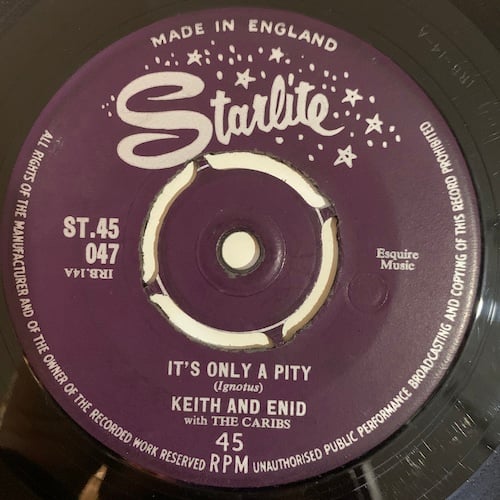 MADE IN ENGLAND
Starlite
ST.45
047
IRB.14A
Esquire
Music
IT'S ONLY A PITY
(Ignotus)
KEITH AND ENID
with THE CARIBS
45
RPM
ALL RIGHTS OF THE MANUFACTURER AND OF THE OWNER OF THE RECORDED WORK RESERVED
UNAUTHORISED PUBLIC PERFORMANCE BROADCASTING AND COPYING OF THIS RECORD PROHIBITED
IRB-14-A